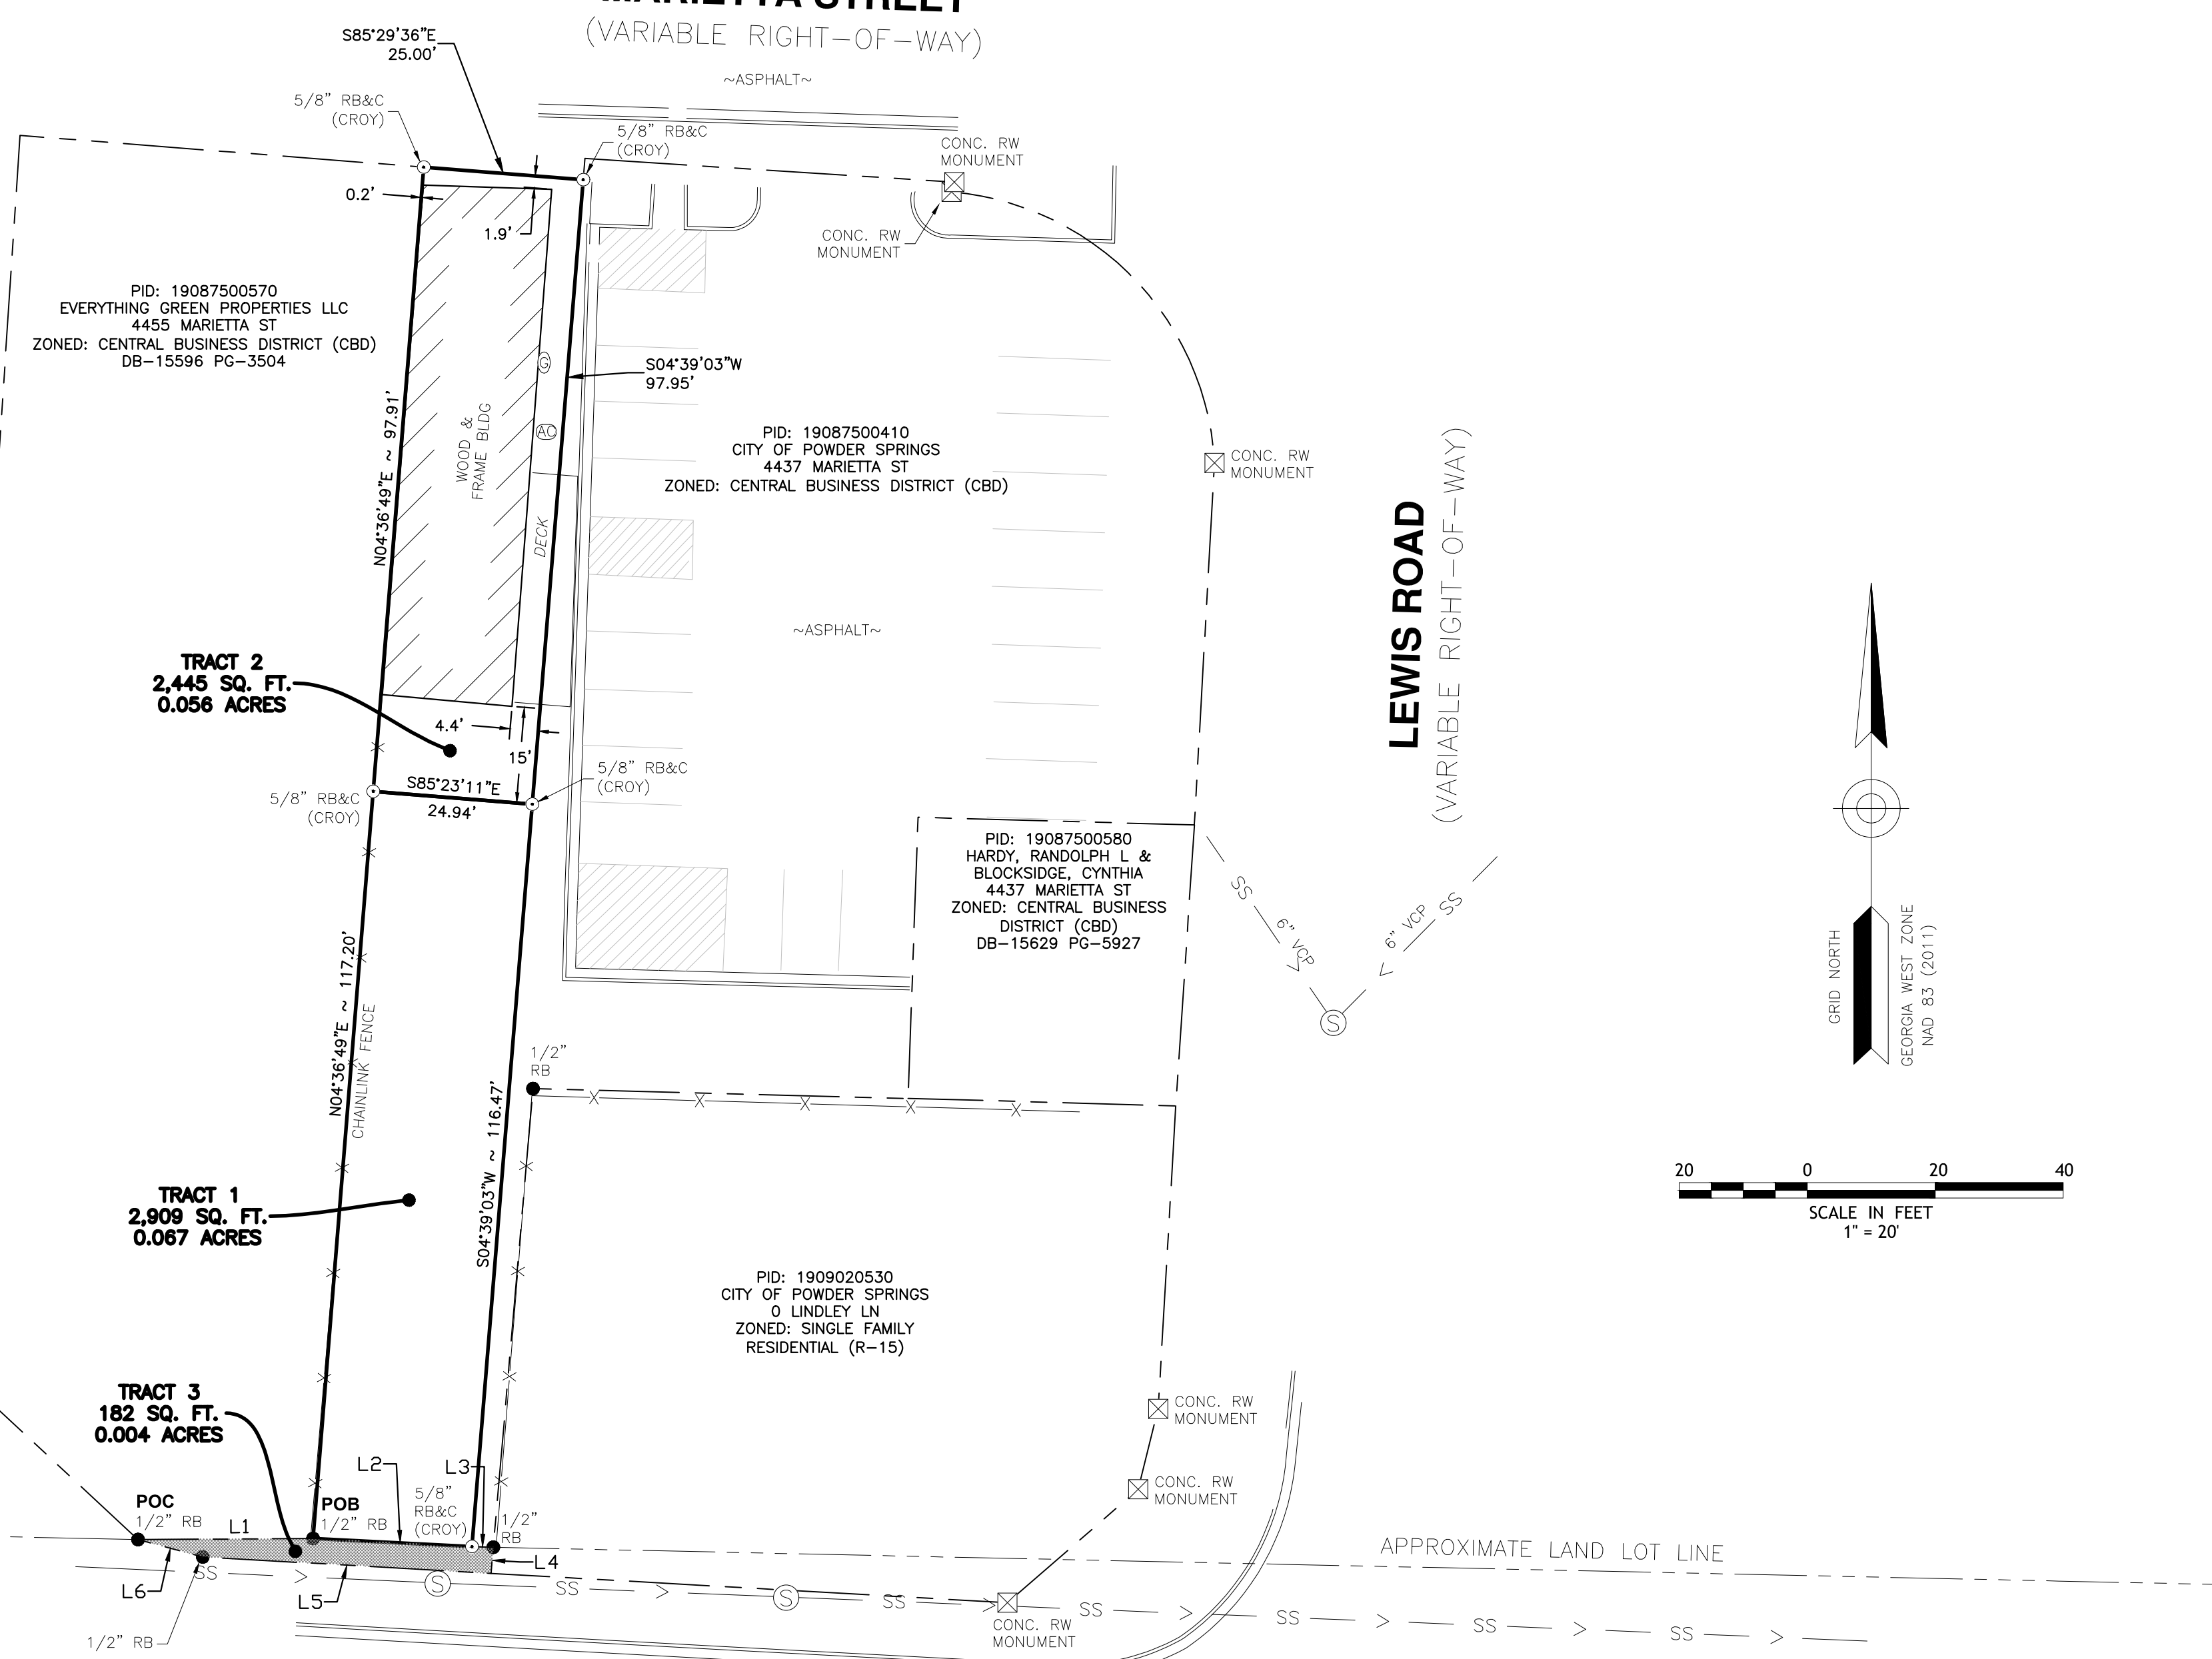 MARIETTA STREET
(VARIABLE RIGHT-OF-WAY)
~ASPHALT~
S85°29'36"E
25.00'
5/8" RB&C
(CROY)
5/8" RB&C
(CROY)
CONC. RW
MONUMENT
CONC. RW
MONUMENT
0.2'
1.9'
PID: 19087500570
EVERYTHING GREEN PROPERTIES LLC
4455 MARIETTA ST
ZONED: CENTRAL BUSINESS DISTRICT (CBD)
DB-15596 PG-3504
N04°36'49"E ~ 97.91'
WOOD &
FRAME BLDG
G
AC
DECK
S04°39'03"W
97.95'
PID: 19087500410
CITY OF POWDER SPRINGS
4437 MARIETTA ST
ZONED: CENTRAL BUSINESS DISTRICT (CBD)
~ASPHALT~
CONC. RW
MONUMENT
LEWIS ROAD
(VARIABLE RIGHT-OF-WAY)
TRACT 2
2,445 SQ. FT.
0.056 ACRES
4.4'
15'
S85°23'11"E
24.94'
5/8" RB&C
(CROY)
5/8" RB&C
(CROY)
PID: 19087500580
HARDY, RANDOLPH L &
BLOCKSIDGE, CYNTHIA
4437 MARIETTA ST
ZONED: CENTRAL BUSINESS
DISTRICT (CBD)
DB-15629 PG-5927
SS
6" VCP
6" VCP
SS
S
GRID NORTH
GEORGIA WEST ZONE
NAD 83 (2011)
N04°36'49"E ~ 117.20'
CHAINLINK FENCE
1/2"
RB
S04°39'03"W ~ 116.47'
20 0 20 40
SCALE IN FEET
1" = 20'
TRACT 1
2,909 SQ. FT.
0.067 ACRES
PID: 1909020530
CITY OF POWDER SPRINGS
0 LINDLEY LN
ZONED: SINGLE FAMILY
RESIDENTIAL (R-15)
TRACT 3
182 SQ. FT.
0.004 ACRES
CONC. RW
MONUMENT
CONC. RW
MONUMENT
L2
L3
POC
1/2" RB
L1
POB
1/2" RB
5/8"
RB&C
(CROY)
1/2"
RB
L4
APPROXIMATE LAND LOT LINE
L6
L5
1/2" RB
SS
S
SS
S
SS
SS
SS
SS
SS
CONC. RW
MONUMENT